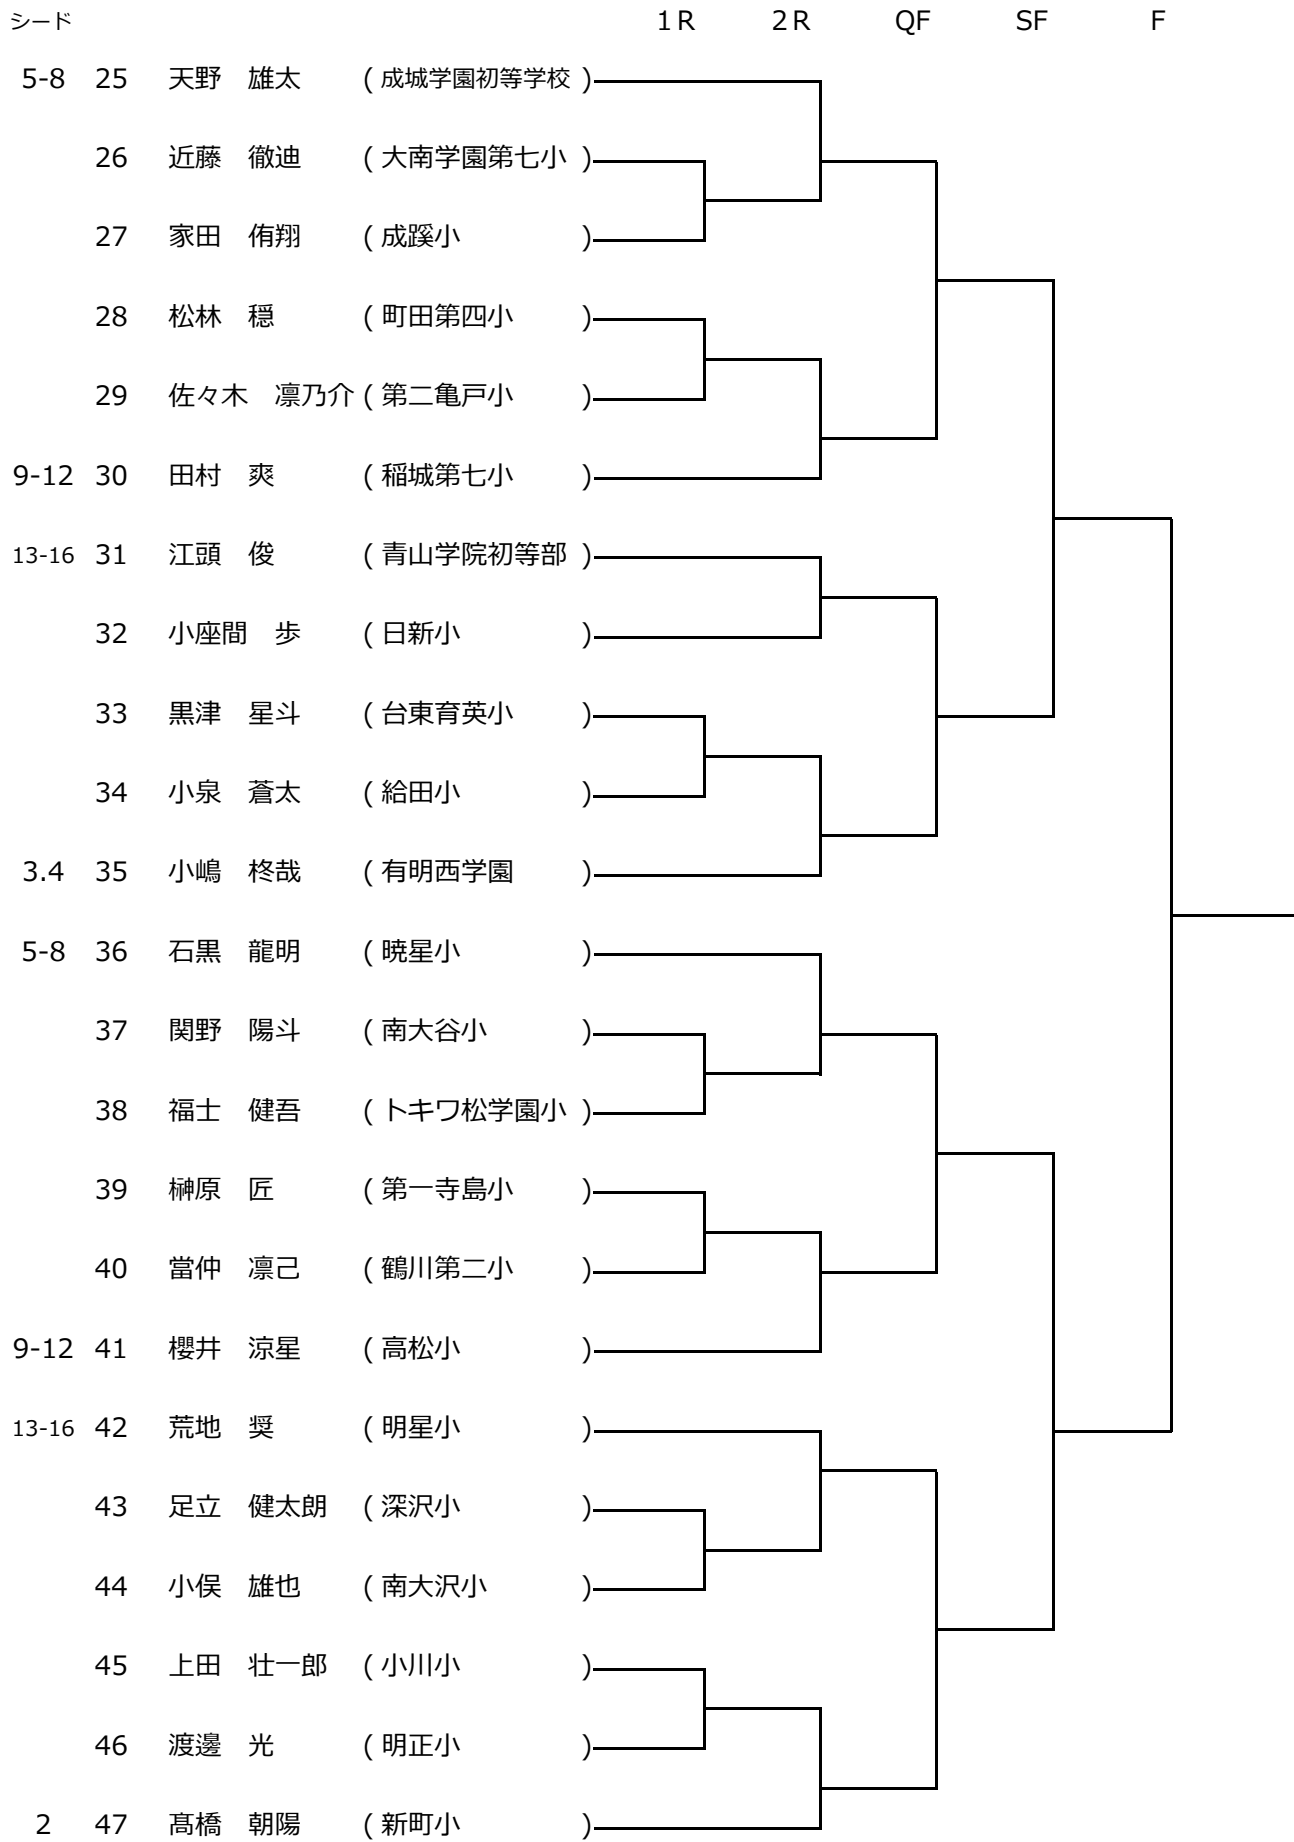 シード 1R 2R QF SF F
5-8 25 天野 雄太 ( 成城学園初等学校 )
26 近藤 徹迪 ( 大南学園第七小 )
27 家田 侑翔 ( 成蹊小 )
28 松林 穏 ( 町田第四小 )
29 佐々木 凛乃介 ( 第二亀戸小 )
9-12 30 田村 爽 ( 稲城第七小 )
13-16 31 江頭 俊 ( 青山学院初等部 )
32 小座間 歩 ( 日新小 )
33 黒津 星斗 ( 台東育英小 )
34 小泉 蒼太 ( 給田小 )
3.4 35 小嶋 柊哉 ( 有明西学園 )
5-8 36 石黒 龍明 ( 暁星小 )
37 関野 陽斗 ( 南大谷小 )
38 福士 健吾 ( トキワ松学園小 )
39 榊原 匠 ( 第一寺島小 )
40 當仲 凛己 ( 鶴川第二小 )
9-12 41 櫻井 涼星 ( 高松小 )
13-16 42 荒地 奨 ( 明星小 )
43 足立 健太朗 ( 深沢小 )
44 小俣 雄也 ( 南大沢小 )
45 上田 壮一郎 ( 小川小 )
46 渡邊 光 ( 明正小 )
2 47 髙橋 朝陽 ( 新町小 )